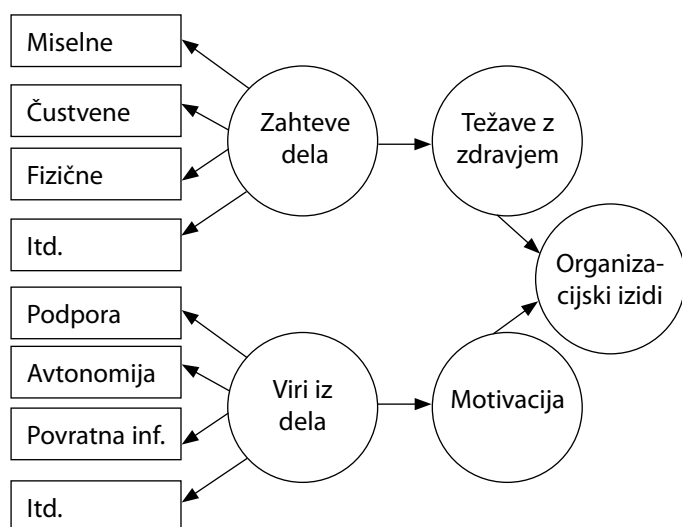 Miselne
Čustvene
Fizične
Itd.
Zahteve
dela
Težave z
zdravjem
Organiza-
cijski izidi
Podpora
Avtonomija
Povratna inf.
Itd.
Viri iz
dela
Motivacija